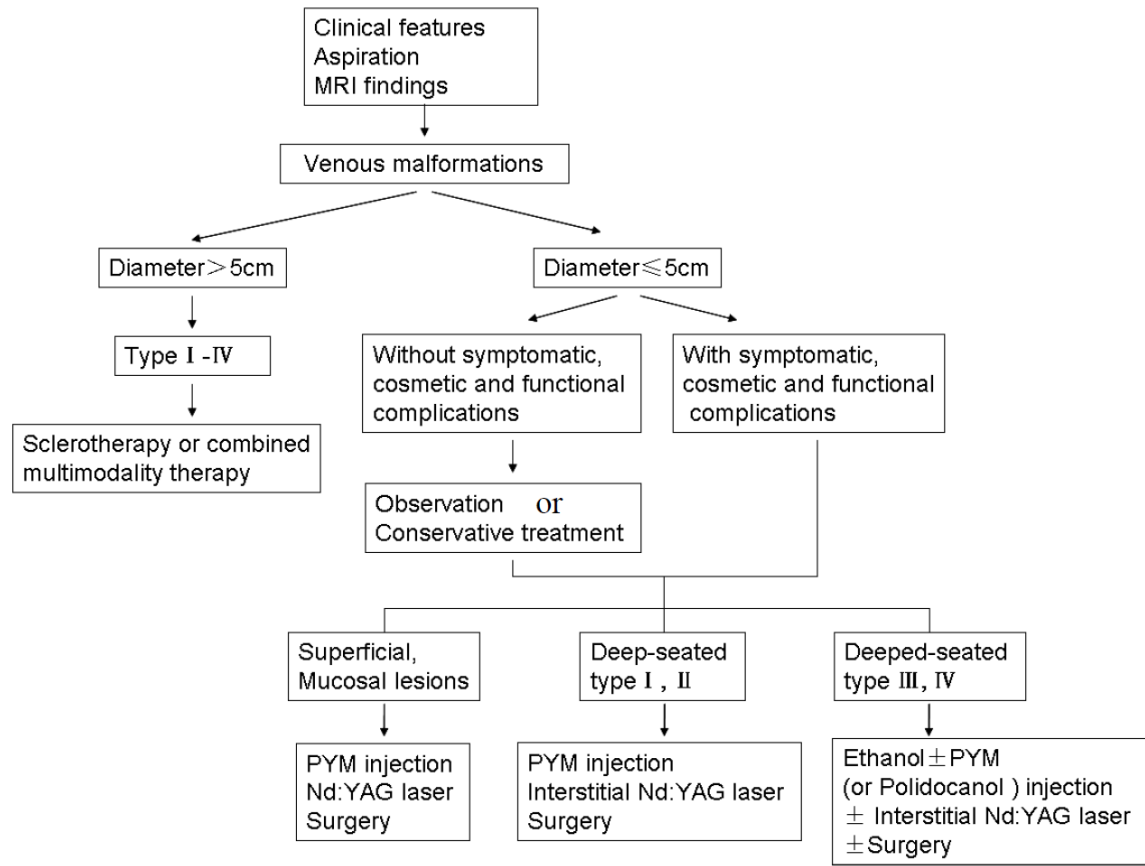 Clinical features
Aspiration
MRI findings
Venous malformations
Diameter＞5cm
Diameter≦5cm
Type Ⅰ -Ⅳ
Without symptomatic,
cosmetic and functional
complications
With symptomatic,
cosmetic and functional
complications
Sclerotherapy or combined
multimodality therapy
Observation or
Conservative treatment
Superficial,
Mucosal lesions
Deep-seated
type Ⅰ , Ⅱ
Deeped-seated
type Ⅲ, Ⅳ
PYM injection
Nd:YAG laser
Surgery
PYM injection
Interstitial Nd:YAG laser
Surgery
Ethanol±PYM
(or Polidocanol ) injection
± Interstitial Nd:YAG laser
±Surgery